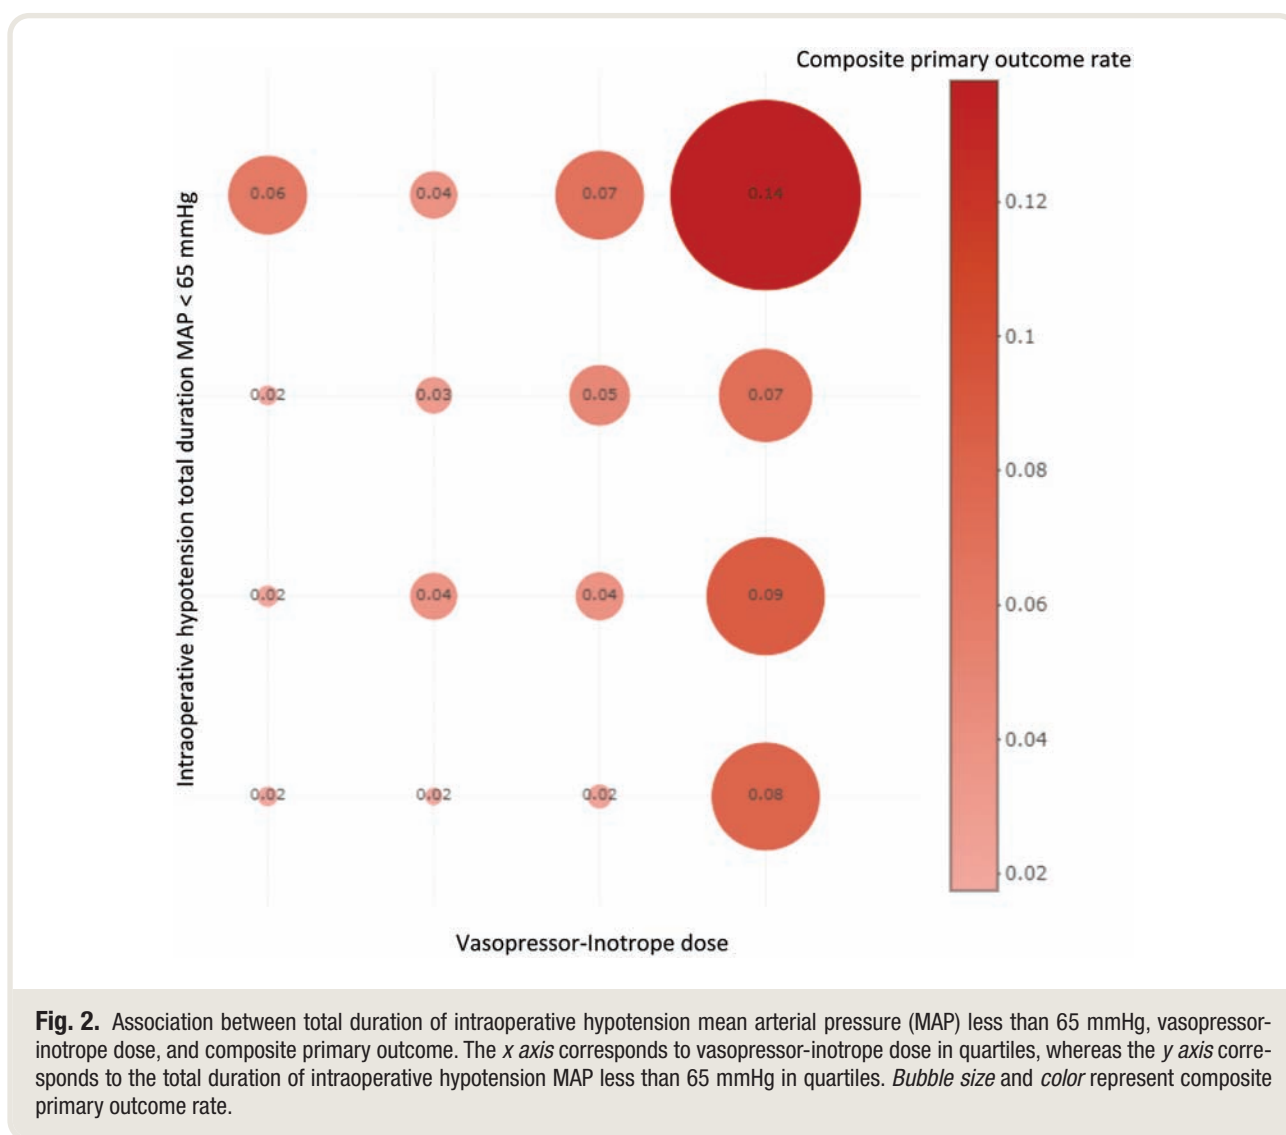 Composite primary outcome rate
Intraoperative hypotension total duration MAP < 65 mmHg
0.06 0.04 0.07 0.14
0.02 0.03 0.05 0.07
0.02 0.04 0.04 0.09
0.02 0.02 0.02 0.08
0.12
0.1
0.08
0.06
0.04
0.02
Vasopressor-Inotrope dose
Fig. 2. Association between total duration of intraoperative hypotension mean arterial pressure (MAP) less than 65 mmHg, vasopressor-
inotrope dose, and composite primary outcome. The x axis corresponds to vasopressor-inotrope dose in quartiles, whereas the y axis corre-
sponds to the total duration of intraoperative hypotension MAP less than 65 mmHg in quartiles. Bubble size and color represent composite
primary outcome rate.